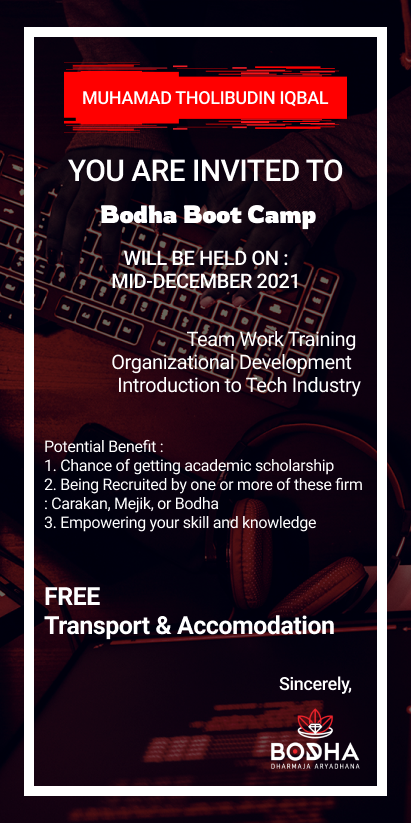 MUHAMAD THOLIBUDIN IQBAL
YOU ARE INVITED TO
Bodha Boot Camp
WILL BE HELD ON :
MID-DECEMBER 2021
Team Work Training
Organizational Development
Introduction to Tech Industry
Potential Benefit :
1. Chance of getting academic scholarship
2. Being Recruited by one or more of these firm
: Carakan, Mejik, or Bodha
3. Empowering your skill and knowledge
FREE
Transport & Accomodation
Sincerely,
BODHA
DHARMAJA ARYADHANA